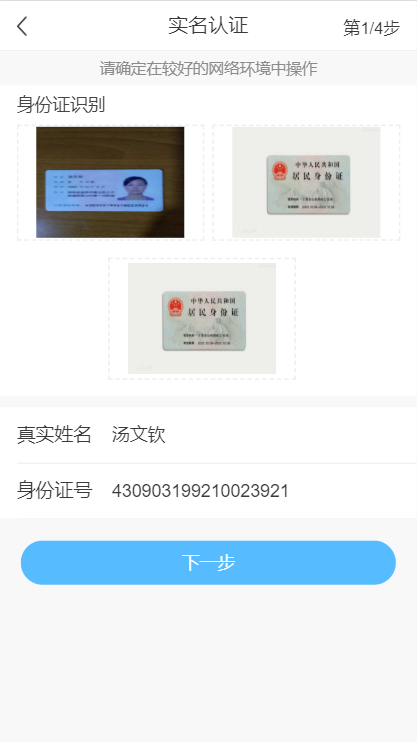 实名认证
第1/4步
请确定在较好的网络环境中操作
身份证识别
中华人民共和国
居民身份证
中华人民共和国
居民身份证
真实姓名 汤文钦
身份证号 430903199210023921
下一步